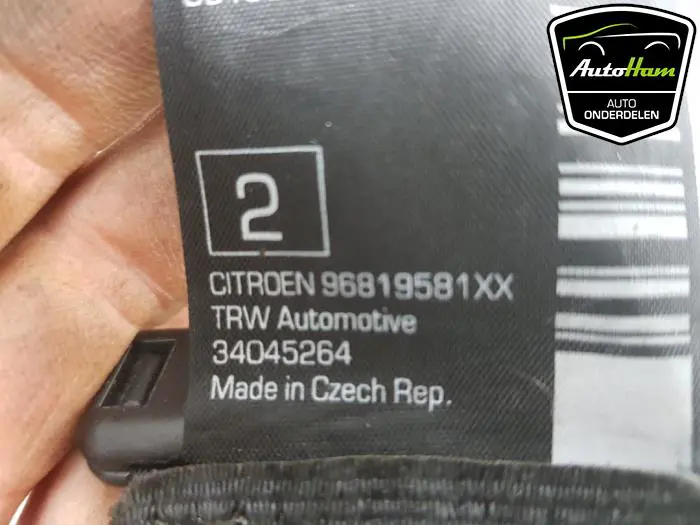 AutoHam
AUTO
ONDERDELEN
2
CITROEN 96819581XX
TRW Automotive
34045264
Made in Czech Rep.